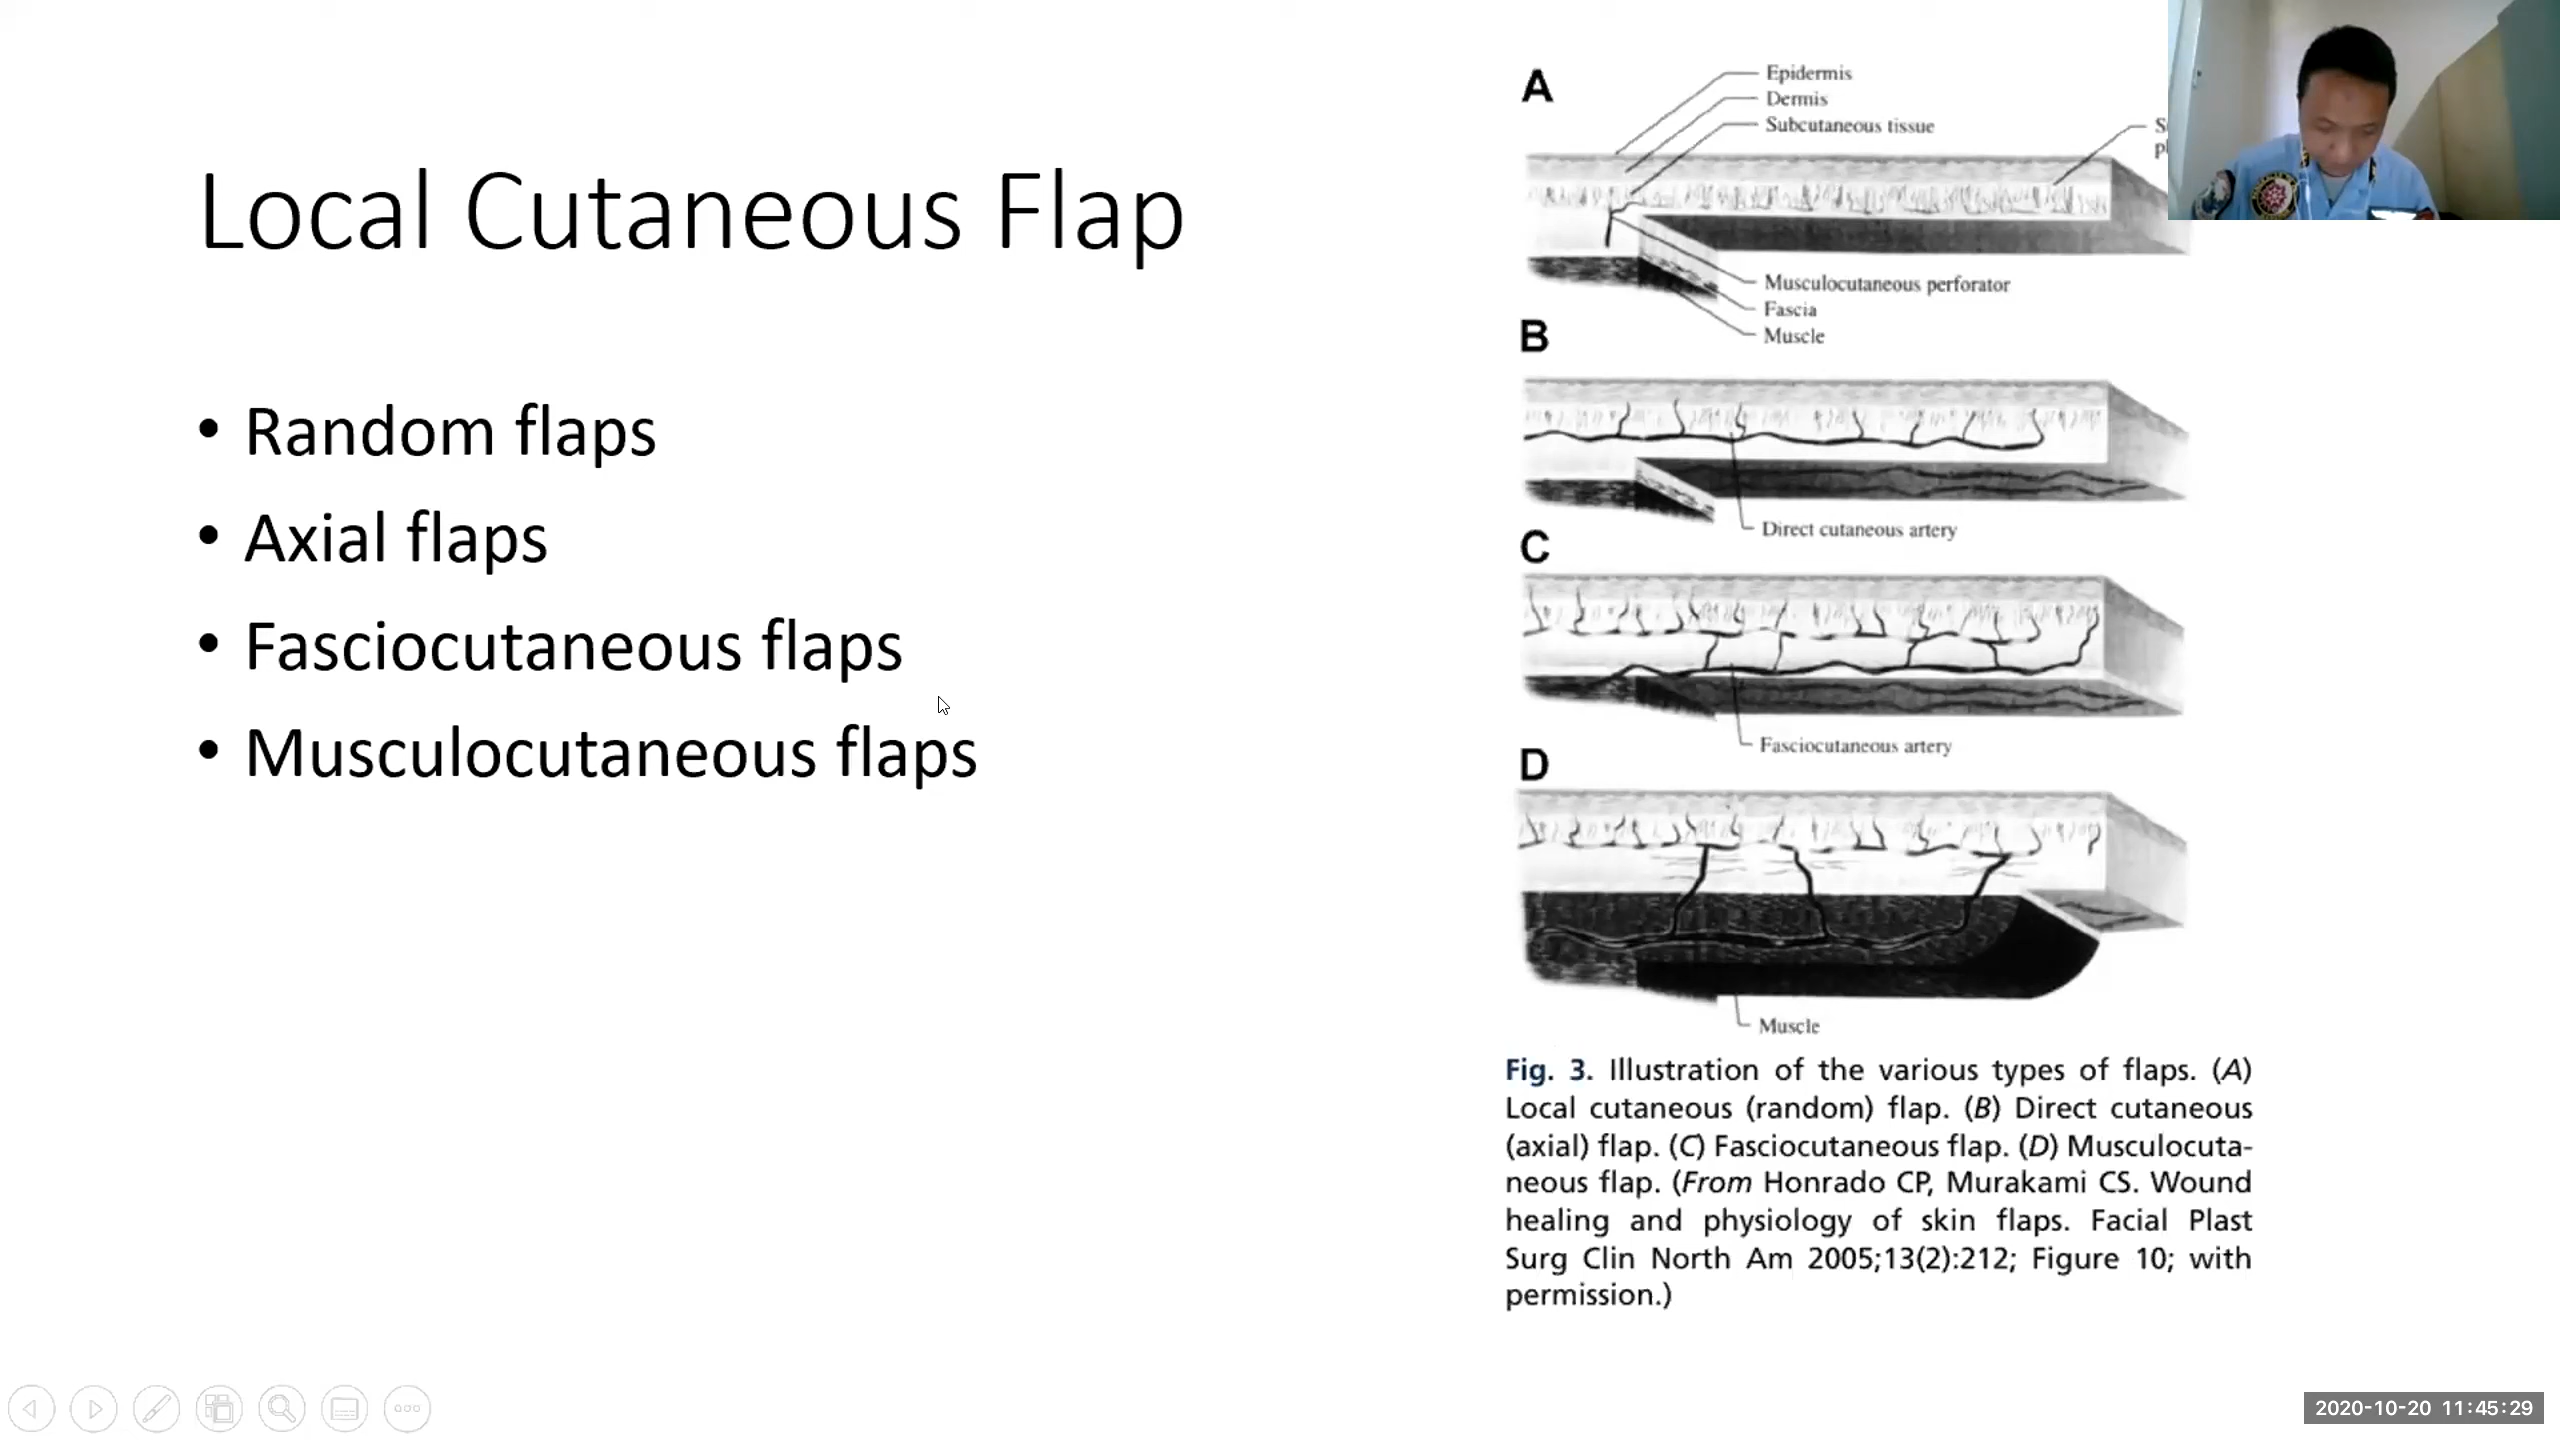 Local Cutaneous Flap
• Random flaps
• Axial flaps
• Fasciocutaneous flaps
• Musculocutaneous flaps
A
Epidermis
Dermis
Subcutaneous tissue
Musculocutaneous perforator
Fascia
Muscle
B
Direct cutaneous artery
C
Fasciocutaneous artery
D
Muscle
Fig. 3. Illustration of the various types of flaps. (A)
Local cutaneous (random) flap. (B) Direct cutaneous
(axial) flap. (C) Fasciocutaneous flap. (D) Musculocuta-
neous flap. (From Honrado CP, Murakami CS. Wound
healing and physiology of skin flaps. Facial Plast
Surg Clin North Am 2005;13(2):212; Figure 10; with
permission.)
2020-10-20 11:45:29